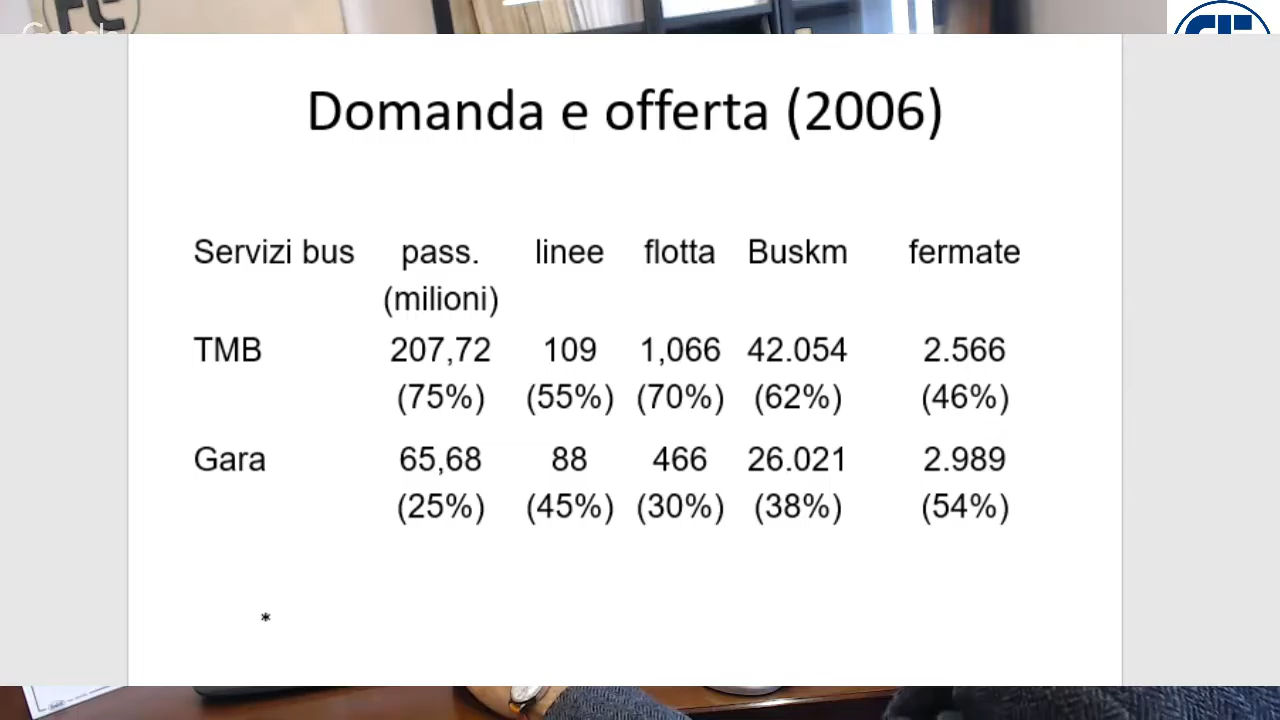 Google
Domanda e offerta (2006)
Servizi bus pass. linee flotta Buskm fermate
(milioni)
TMB 207,72 109 1,066 42.054 2.566
(75%) (55%) (70%) (62%) (46%)
Gara 65,68 88 466 26.021 2.989
(25%) (45%) (30%) (38%) (54%)
*